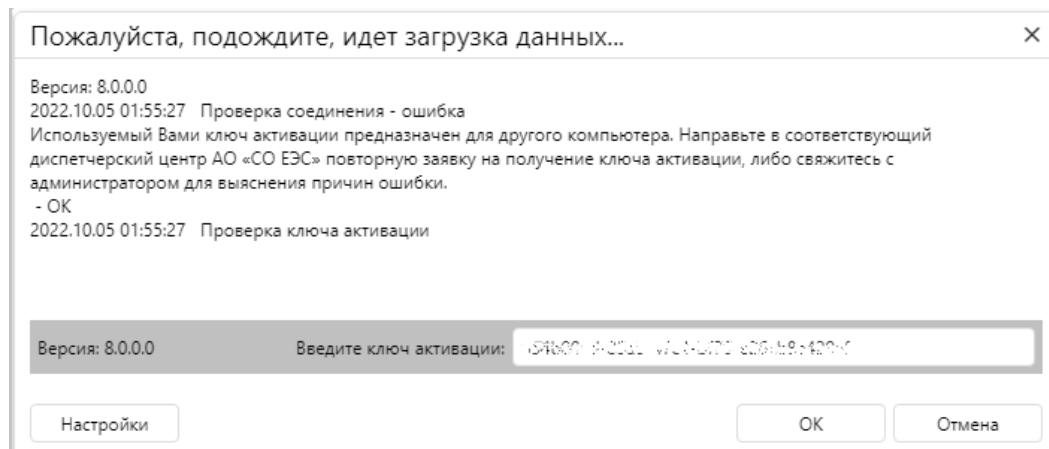 Пожалуйста, подождите, идет загрузка данных...
Версия: 8.0.0.0
2022.10.05 01:55:27 Проверка соединения - ошибка
Используемый Вами ключ активации предназначен для другого компьютера. Направьте в соответствующий
диспетчерский центр АО «СО ЕЭС» повторную заявку на получение ключа активации, либо свяжитесь с
администратором для выяснения причин ошибки.
- ОК
2022.10.05 01:55:27 Проверка ключа активации
Версия: 8.0.0.0 Введите ключ активации:
Настройки ОК Отмена